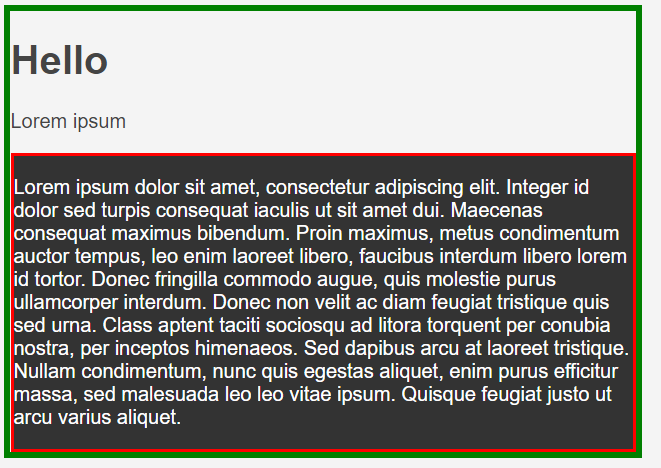 Hello
Lorem ipsum
Lorem ipsum dolor sit amet, consectetur adipiscing elit. Integer id
dolor sed turpis consequat iaculis ut sit amet dui. Maecenas
consequat maximus bibendum. Proin maximus, metus condimentum
auctor tempus, leo enim laoreet libero, faucibus interdum libero lorem
id tortor. Donec fringilla commodo augue, quis molestie purus
ullamcorper interdum. Donec non velit ac diam feugiat tristique quis
sed urna. Class aptent taciti sociosqu ad litora torquent per conubia
nostra, per inceptos himenaeos. Sed dapibus arcu at laoreet tristique.
Nullam condimentum, nunc quis egestas aliquet, enim purus efficitur
massa, sed malesuada leo leo vitae ipsum. Quisque feugiat justo ut
arcu varius aliquet.